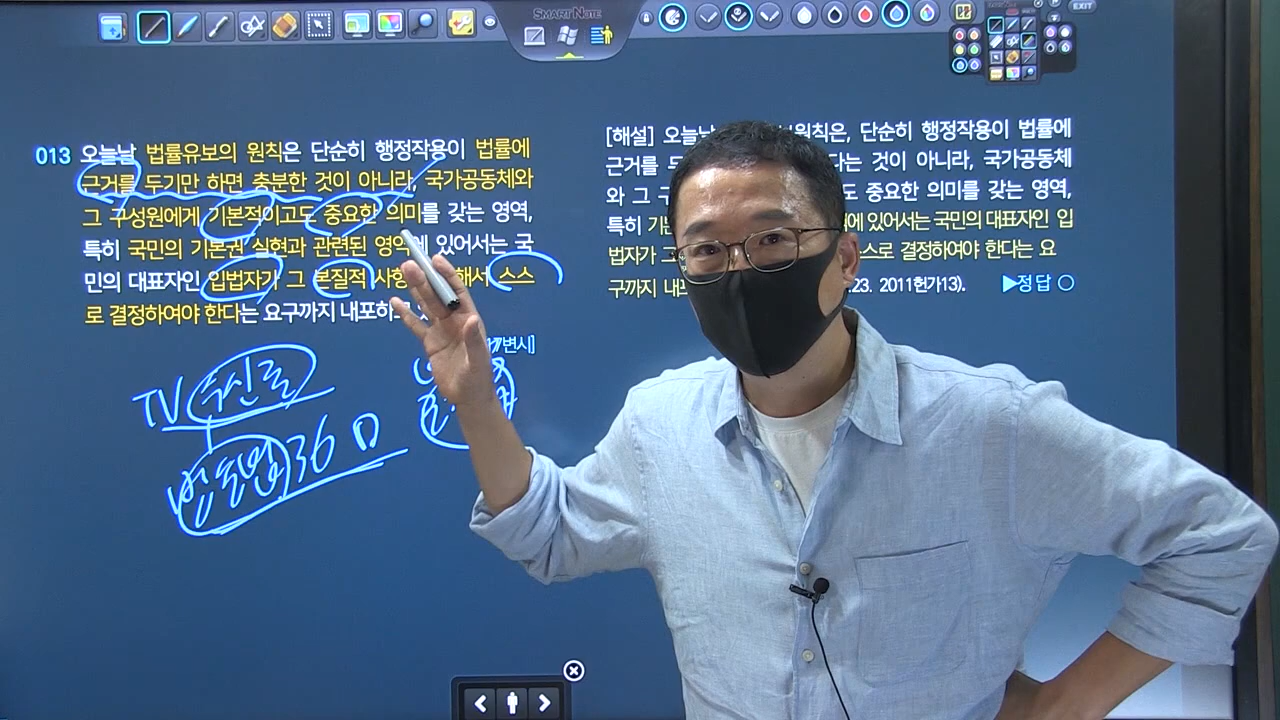 SMART NOTE
EXIT
013 오늘날 법률유보의 원칙은 단순히 행정작용이 법률에
근거를 두기만 하면 충분한 것이 아니라, 국가공동체와
그 구성원에게 기본적이고도 중요한 의미를 갖는 영역,
특히 국민의 기본권 실현과 관련된 영역에 있어서는 국
민의 대표자인 입법자가 그 본질적 사항 해서 스스
로 결정하여야 한다는 요구까지 내포하고
변시]
TV 수신료
36
[해설] 오늘날 원칙은, 단순히 행정작용이 법률에
근거를 다는 것이 아니라, 국가공동체
와 그 도 중요한 의미를 갖는 영역,
특히 에 있어서는 국민의 대표자인 입
법자가 그 스스로 결정하여야 한다는 요
구까지 23. 2011헌가13). ▶정답 ○